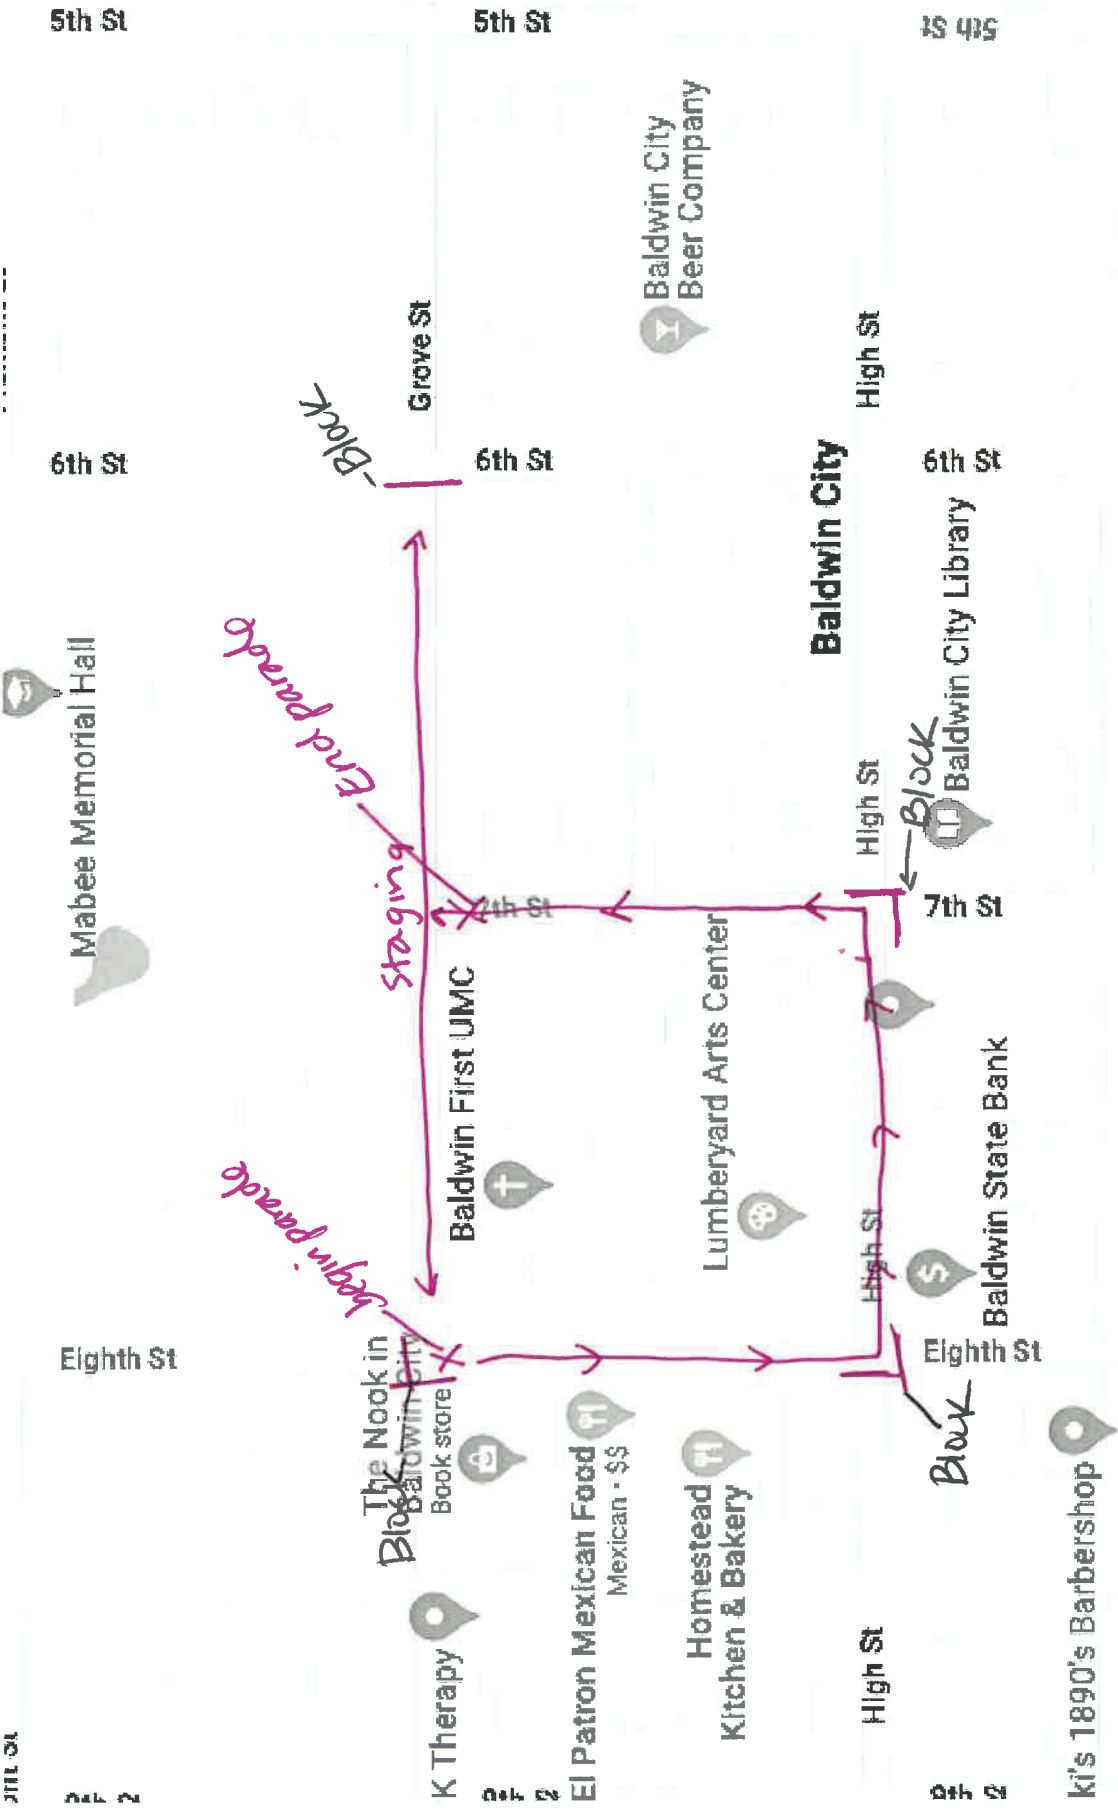 5th St
5th St
5th St
Baldwin City
Beer Company
Grove St
High St
-Block
6th St
6th St
6th St
Baldwin City
Mabee Memorial Hall
End parade
staging
7th St
High St
Block
Baldwin City Library
7th St
Baldwin First UMC
Lumberyard Arts Center
begin parade
High St
Baldwin State Bank
Eighth St
Eighth St
The Nook in
Baldwin City
Book store
Block
Block
El Patron Mexican Food
Mexican · $$
Homestead
Kitchen & Bakery
K Therapy
High St
ki's 1890's Barbershop